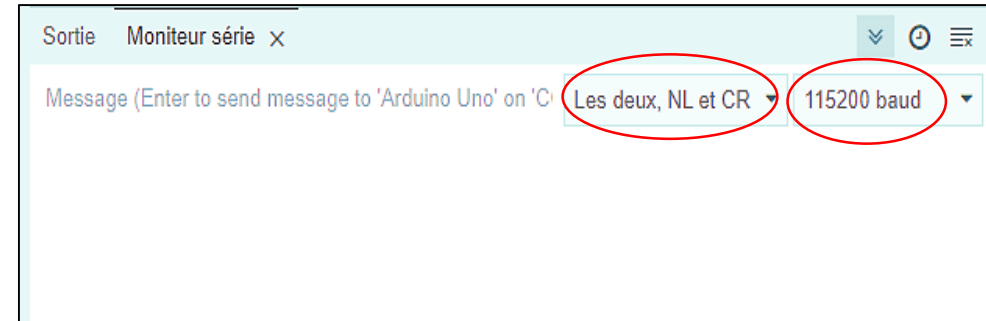 Sortie Moniteur série
Message (Enter to send message to 'Arduino Uno' on Les deux, NL et CR 115200 baud